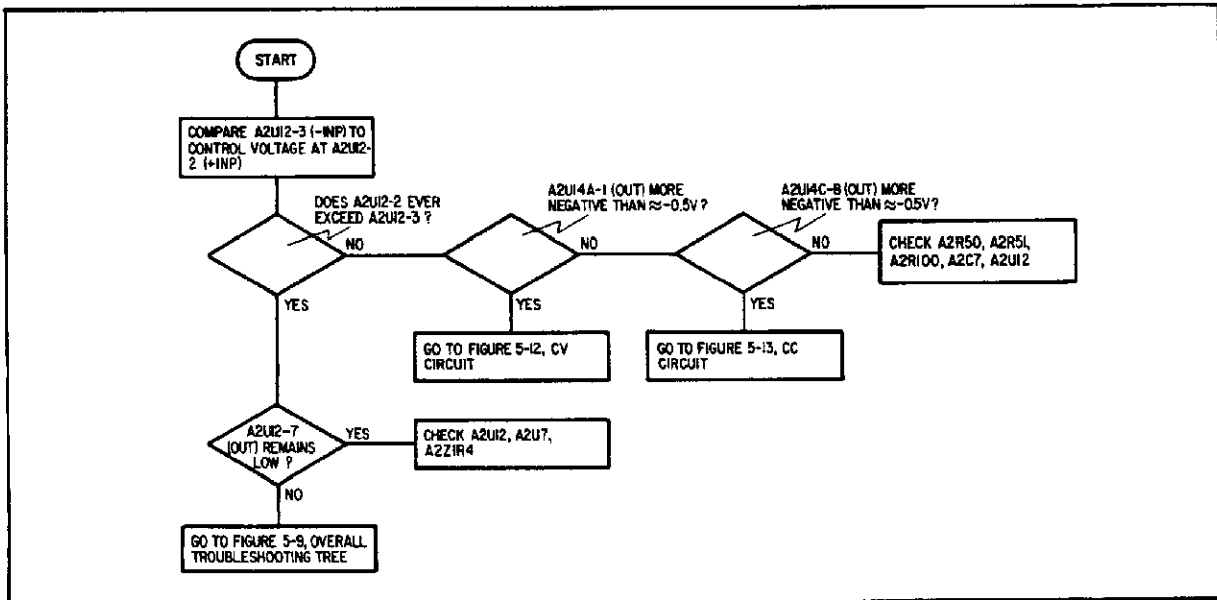 START
COMPARE A2U12-3 (-INP) TO
CONTROL VOLTAGE AT A2U12-
2 (+INP)
DOES A2U12-2 EVER
EXCEED A2U12-3 ?
NO
YES
A2U14A-1 (OUT) MORE
NEGATIVE THAN ≈-0.5V ?
NO
YES
A2U14C-8 (OUT) MORE
NEGATIVE THAN ≈-0.5V ?
NO
YES
CHECK A2R50, A2R51,
A2R100, A2C7, A2U12
GO TO FIGURE 5-12, CV
CIRCUIT
GO TO FIGURE 5-13, CC
CIRCUIT
A2U12-7
(OUT) REMAINS
LOW ?
YES
NO
CHECK A2U12, A2U7,
A2Z1R4
GO TO FIGURE 5-9, OVERALL
TROUBLESHOOTING TREE